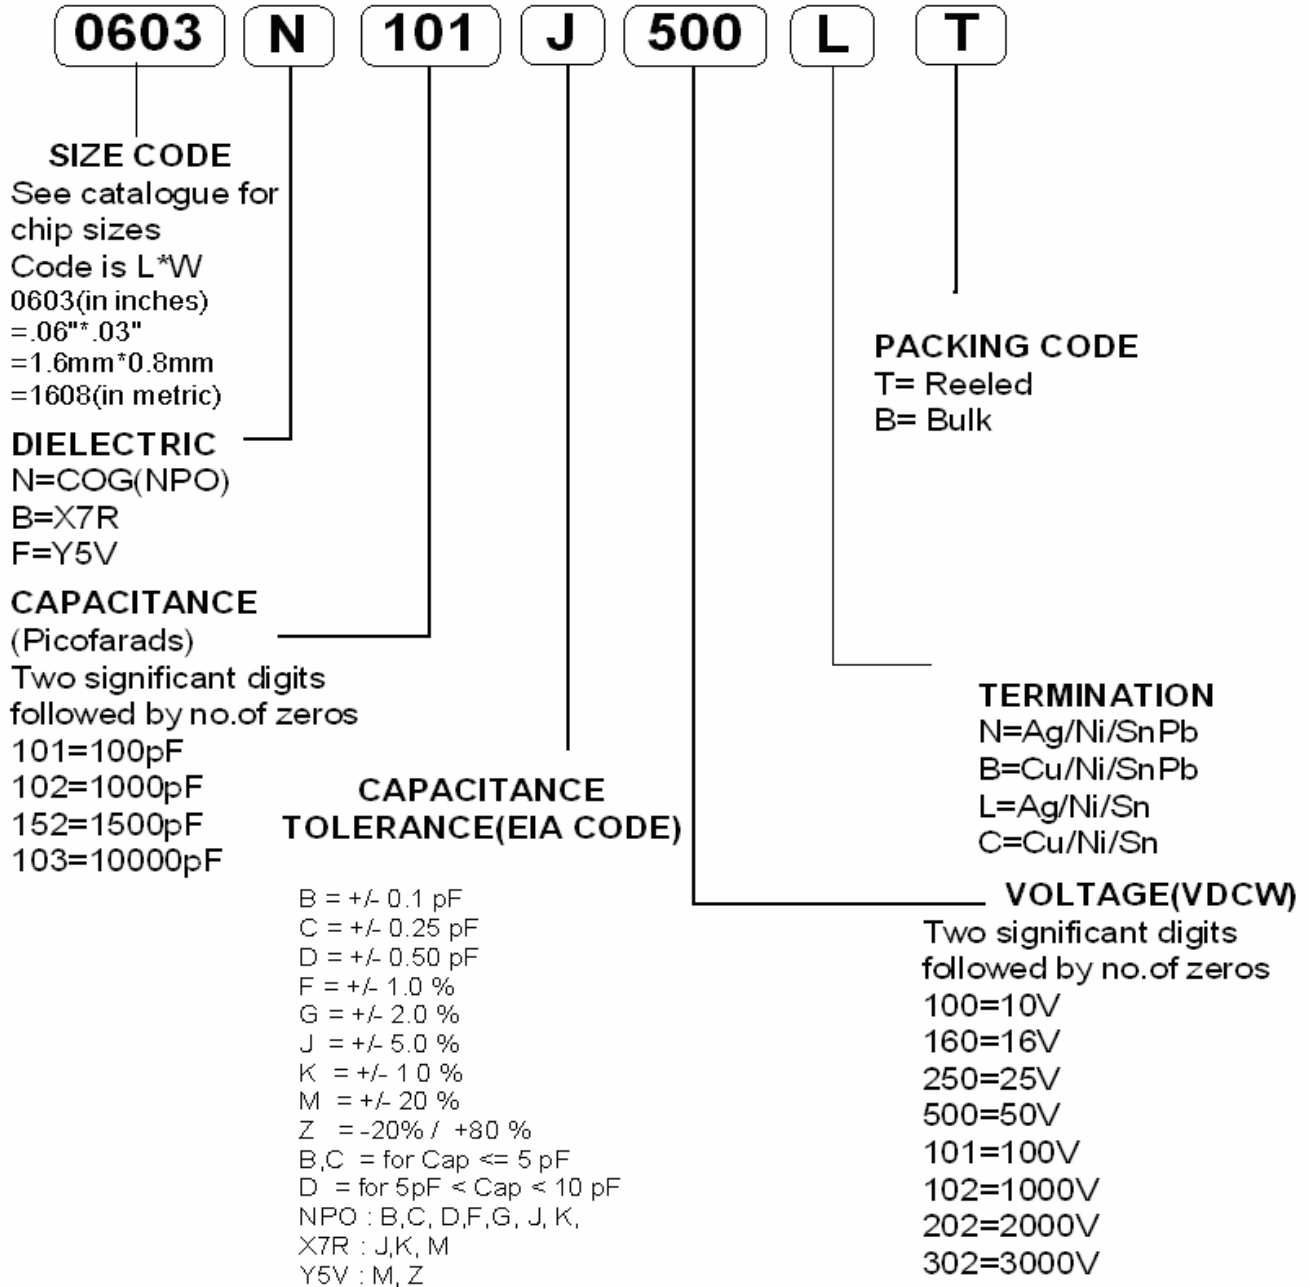 0603 N 101 J 500 L T
SIZE CODE
See catalogue for
chip sizes
Code is L*W
0603(in inches)
=.06"*.03"
=1.6mm*0.8mm
=1608(in metric)
DIELECTRIC
N=COG(NPO)
B=X7R
F=Y5V
CAPACITANCE
(Picofarads)
Two significant digits
followed by no.of zeros
101=100pF
102=1000pF
152=1500pF
103=10000pF
CAPACITANCE
TOLERANCE(EIA CODE)
B = +/- 0.1 pF
C = +/- 0.25 pF
D = +/- 0.50 pF
F = +/- 1.0 %
G = +/- 2.0 %
J = +/- 5.0 %
K = +/- 10 %
M = +/- 20 %
Z = -20% / +80 %
B,C = for Cap <= 5 pF
D = for 5pF < Cap < 10 pF
NPO : B,C, D,F,G, J, K,
X7R : J,K, M
Y5V : M, Z
PACKING CODE
T= Reeled
B= Bulk
TERMINATION
N=Ag/Ni/SnPb
B=Cu/Ni/SnPb
L=Ag/Ni/Sn
C=Cu/Ni/Sn
VOLTAGE(VDCW)
Two significant digits
followed by no.of zeros
100=10V
160=16V
250=25V
500=50V
101=100V
102=1000V
202=2000V
302=3000V